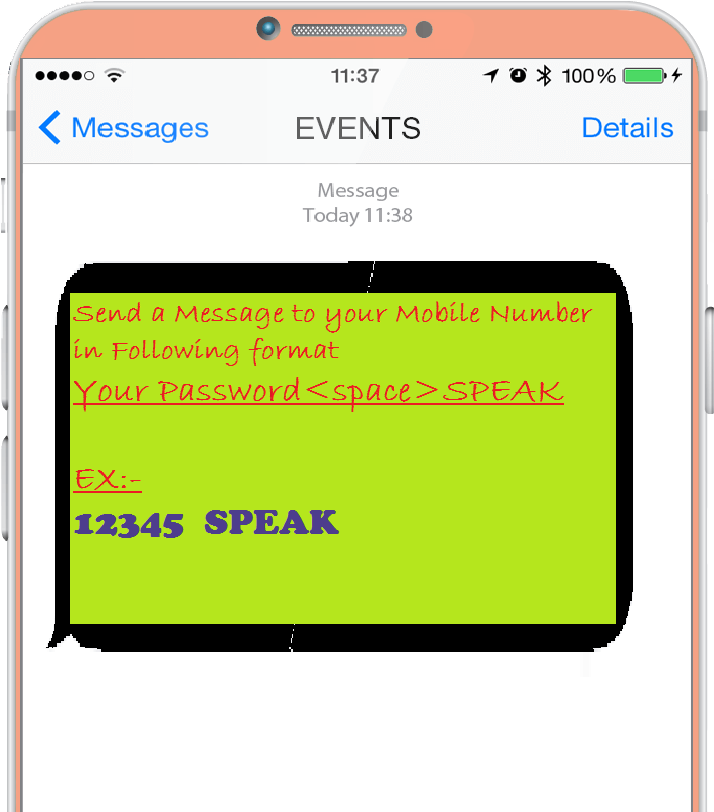 11:37 100%
Messages EVENTS Details
Message
Today 11:38
Send a Message to your Mobile Number
in Following format
Your Password<space>SPEAK
EX:-
12345 SPEAK